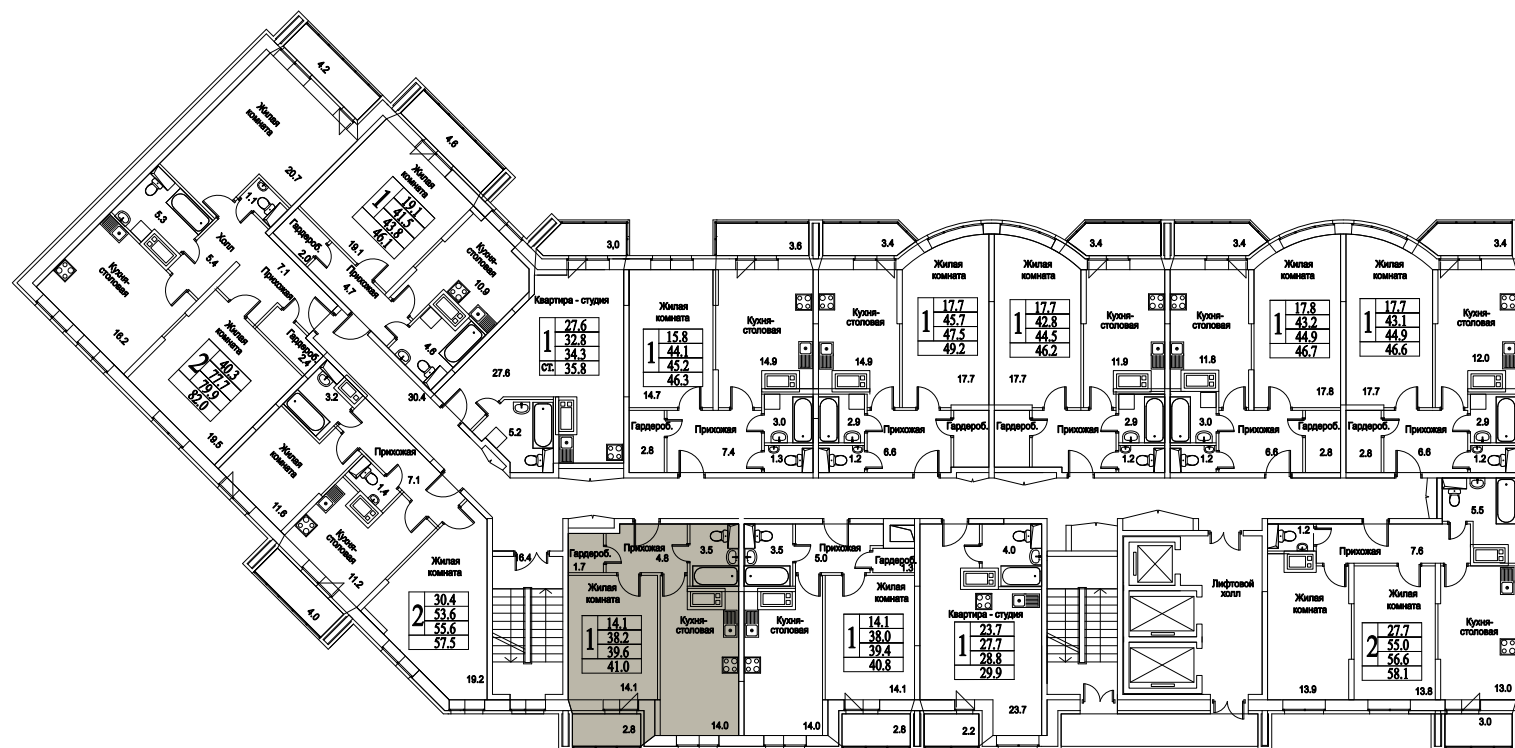 4.2
Жилая
комната
20.7
4.8
Жилая
комната
1
19.1
41.5
43.8
46.1
19.1
1.1
5.3
Гардероб.
2.0
Холл
5.4
7.1
Прихожая
4.7
Прихожая
Кухня-
столовая
10.9
4.8
Кухня-
столовая
16.2
Жилая
комната
2
40.3
77.7
79.9
82.0
19.5
Гардероб.
2.4
3.2
30.4
Жилая
комната
11.6
Прихожая
7.1
1.4
Кухня-
столовая
11.2
4.0
Жилая
комната
2
30.4
53.6
55.6
57.5
19.2
16.4
3,0
Квартира - студия
1
ст.
27.6
32.8
34.3
35.8
27.6
5.2
3.6
Жилая
комната
1
15.8
44.1
45.2
46.3
14.7
Кухня-
столовая
14.9
Гардероб.
2.8
Прихожая
7.4
3.0
1.3
3.4
Кухня-
столовая
14.9
Жилая
комната
1
17.7
45.7
47.5
49.2
17.7
2.9
1.2
Прихожая
6.6
Гардероб.
3.4
Жилая
комната
1
17.7
42.8
44.5
46.2
17.7
Кухня-
столовая
11.9
Гардероб.
Прихожая
2.9
1.2
3.4
Кухня-
столовая
11.8
Жилая
комната
1
17.8
43.2
44.9
46.7
17.8
3.0
1.2
Прихожая
6.6
Гардероб.
2.8
3.4
Жилая
комната
1
17.7
43.1
44.9
46.6
17.7
Кухня-
столовая
12.0
Гардероб.
2.8
Прихожая
6.6
2.9
1.2
Гардероб.
1.7
Прихожая
4.8
3.5
Жилая
комната
1
14.1
38.2
39.6
41.0
14.1
Кухня-
столовая
14.0
2.8
3.5
Прихожая
5.0
Гардероб.
1.3
Кухня-
столовая
14.0
Жилая
комната
1
14.1
38.0
39.4
40.8
14.1
2.8
4.0
Квартира - студия
1
23.7
27.7
28.8
29.9
23.7
2.2
Лифтовой
холл
1.2
Прихожая
7.6
5.5
Жилая
комната
13.9
Жилая
комната
2
27.7
55.0
56.6
58.1
13.8
Кухня-
столовая
13.0
3.0